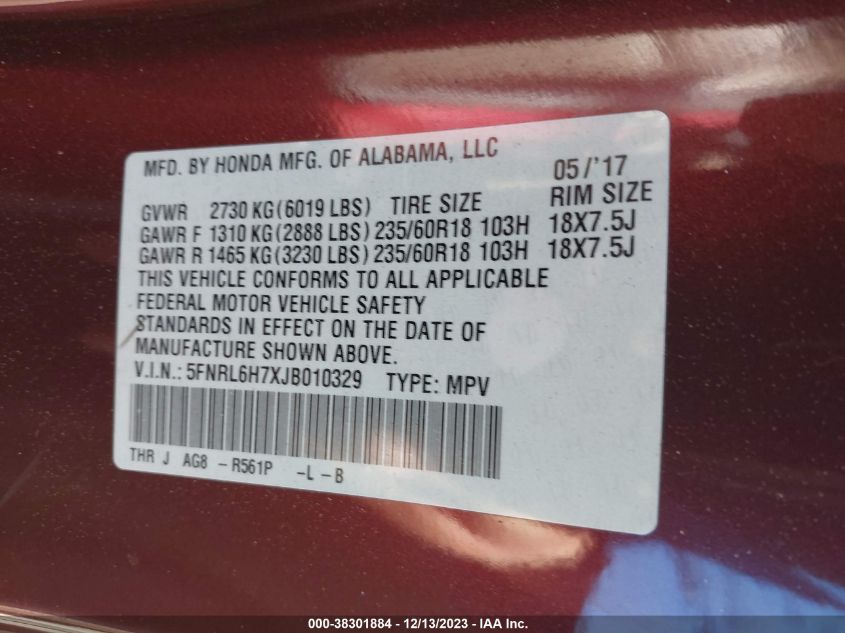 MFD. BY HONDA MFG. OF ALABAMA, LLC 05/'17
GVWR 2730 KG (6019 LBS) TIRE SIZE RIM SIZE
GAWR F 1310 KG (2888 LBS) 235/60R18 103H 18X7.5J
GAWR R 1465 KG (3230 LBS) 235/60R18 103H 18X7.5J
THIS VEHICLE CONFORMS TO ALL APPLICABLE
FEDERAL MOTOR VEHICLE SAFETY
STANDARDS IN EFFECT ON THE DATE OF
MANUFACTURE SHOWN ABOVE.
V.I.N.: 5FNRL6H7XJB010329 TYPE: MPV
THR J AG8 - R561P - L - B
000-38301884 - 12/13/2023 - IAA Inc.